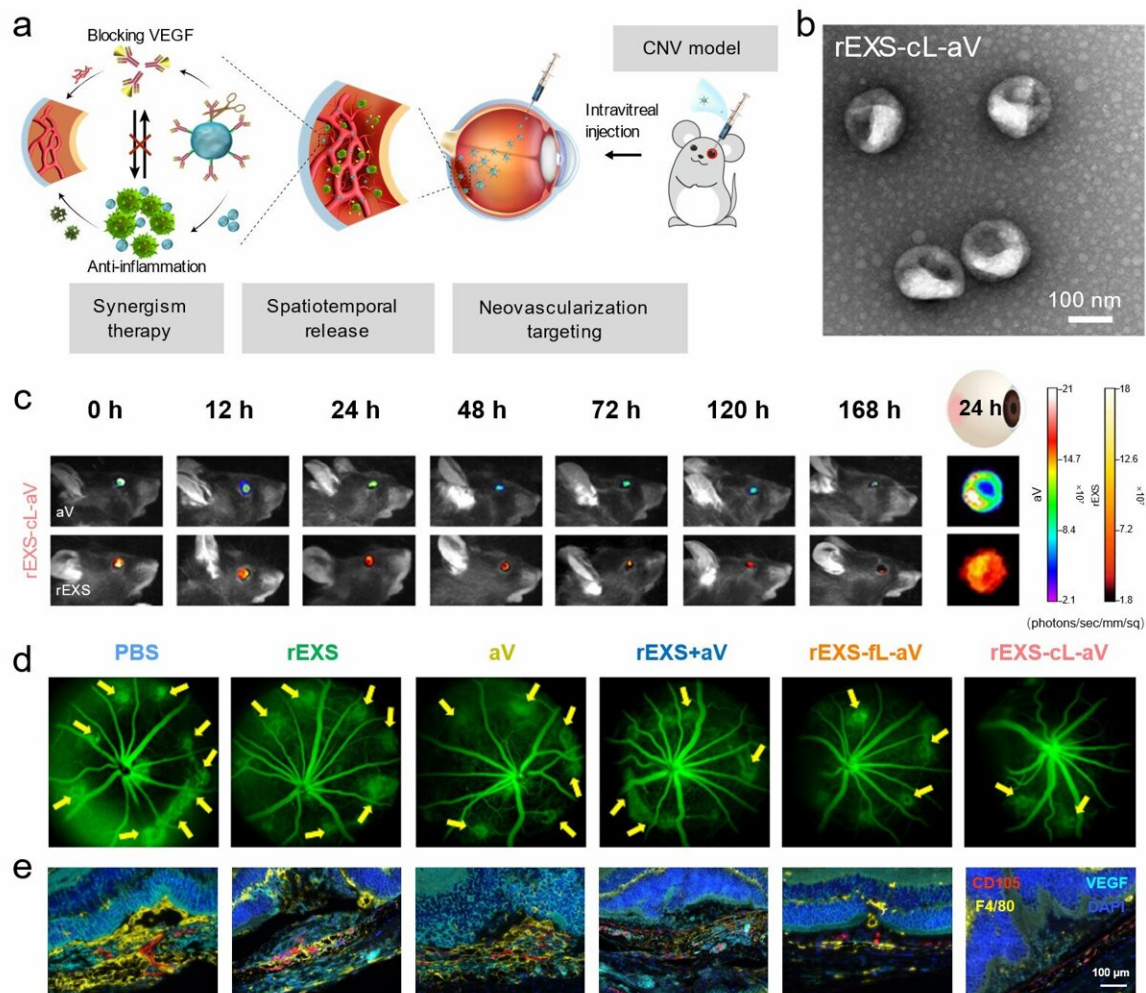 a
Blocking VEGF
Anti-inflammation
Synergism
therapy
Spatiotemporal
release
Neovascularization
targeting
Intravitreal
injection
CNV model
b
rEXS-cL-aV
100 nm
c
0 h
12 h
24 h
48 h
72 h
120 h
168 h
24 h
rEXS-cL-aV
aV
rEXS
aV
21
14.7
×10⁷
8.4
2.1
rEXS
18
12.6
×10⁷
7.2
1.8
(photons/sec/mm/sq)
d
PBS
rEXS
aV
rEXS+aV
rEXS-fL-aV
rEXS-cL-aV
e
CD105
VEGF
F4/80
DAPI
100 μm